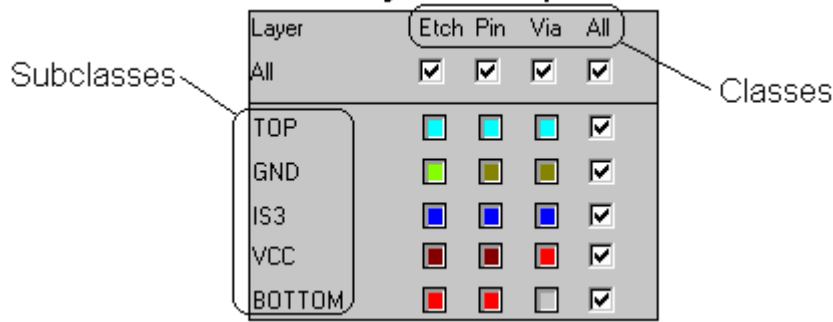 Layer Etch Pin Via All
All
Subclasses
Classes
TOP
GND
IS3
VCC
BOTTOM